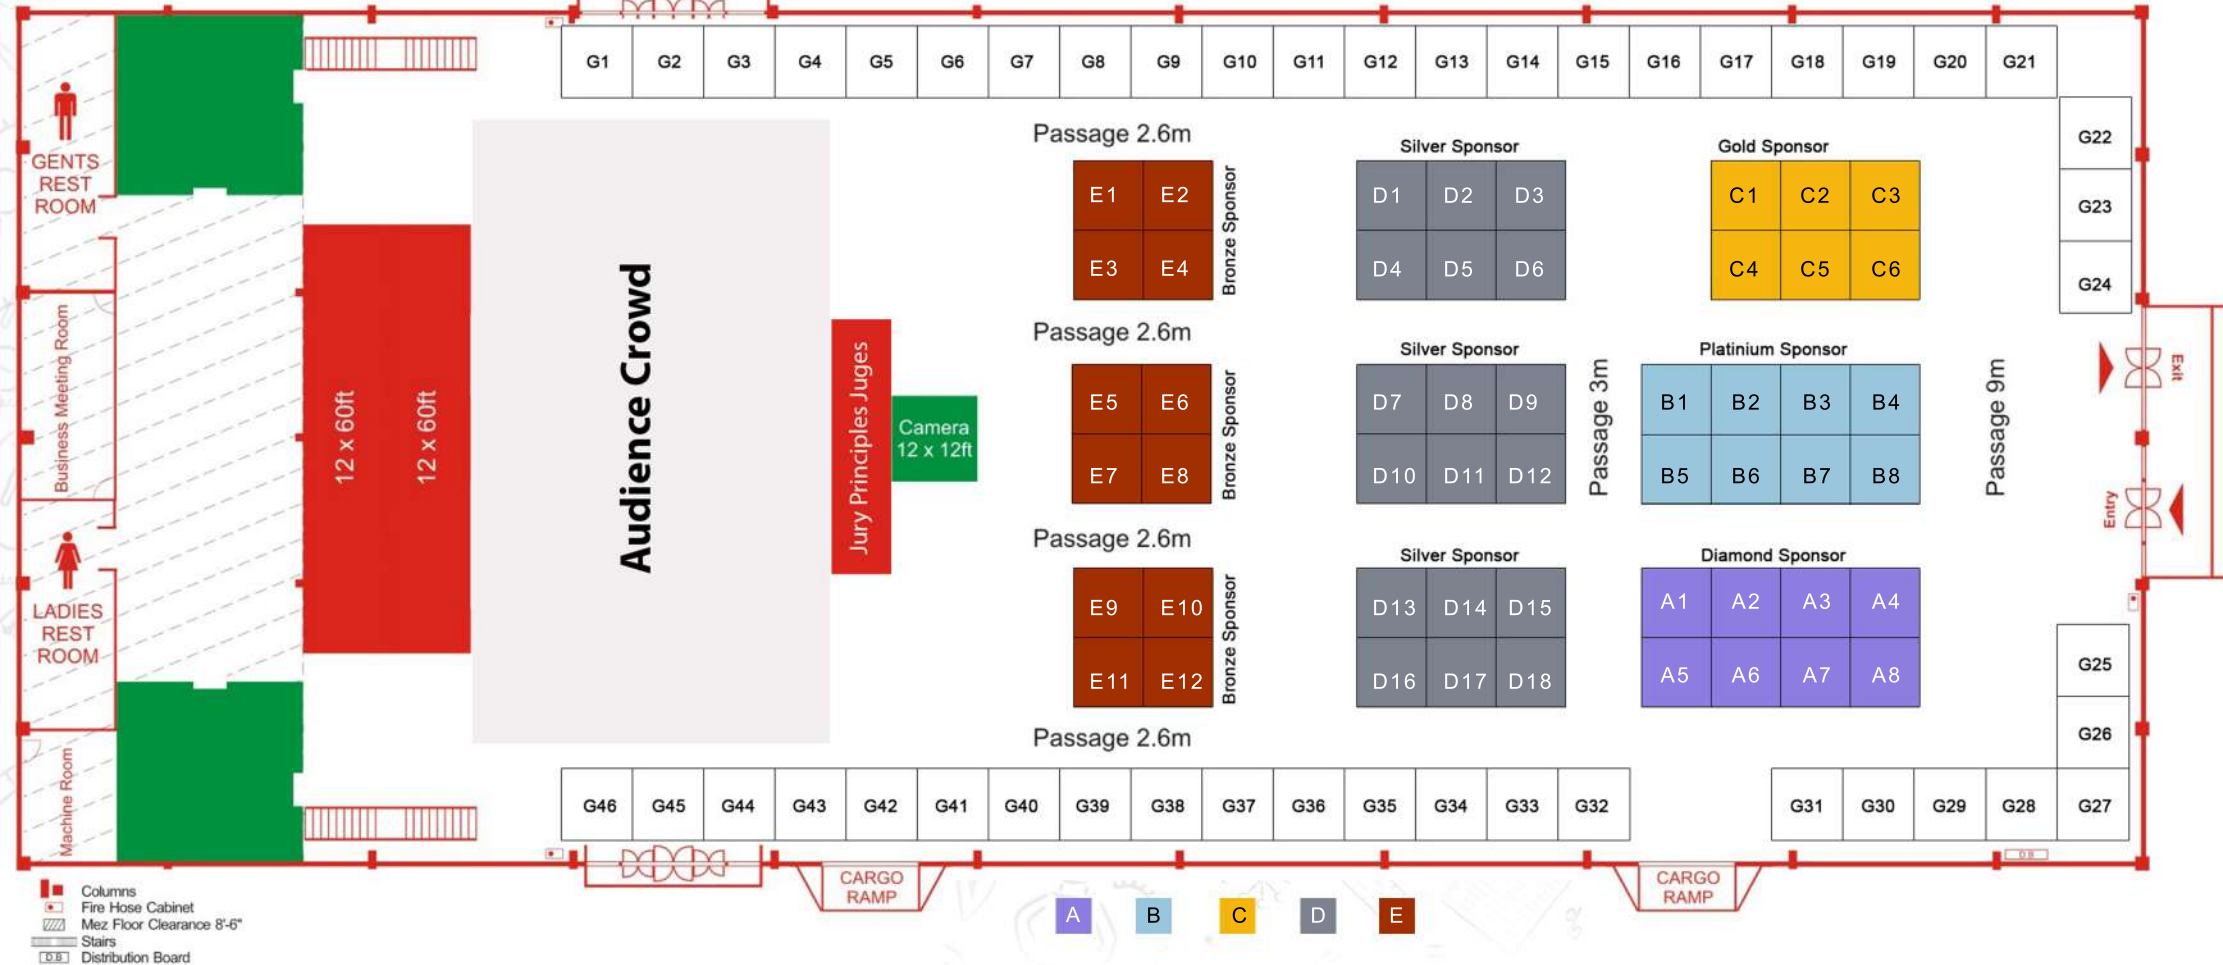 G1 G2 G3 G4 G5 G6 G7 G8 G9 G10 G11 G12 G13 G14 G15 G16 G17 G18 G19 G20 G21
G22
G23
G24
GENTS
REST
ROOM
Business Meeting Room
LADIES
REST
ROOM
Machine Room
12 x 60ft
12 x 60ft
Audience Crowd
Jury Principles Juges
Camera
12 x 12ft
Passage 2.6m
E1 E2
E3 E4
Bronze Sponsor
Passage 2.6m
E5 E6
E7 E8
Bronze Sponsor
Passage 2.6m
E9 E10
E11 E12
Bronze Sponsor
Passage 2.6m
Silver Sponsor
D1 D2 D3
D4 D5 D6
Silver Sponsor
D7 D8 D9
D10 D11 D12
Silver Sponsor
D13 D14 D15
D16 D17 D18
Passage 3m
Gold Sponsor
C1 C2 C3
C4 C5 C6
Platinium Sponsor
B1 B2 B3 B4
B5 B6 B7 B8
Diamond Sponsor
A1 A2 A3 A4
A5 A6 A7 A8
Passage 9m
Exit
Entry
G25
G26
G46 G45 G44 G43 G42 G41 G40 G39 G38 G37 G36 G35 G34 G33 G32 G31 G30 G29 G28 G27
D.B
CARGO
RAMP
CARGO
RAMP
A B C D E
Columns
Fire Hose Cabinet
Mez Floor Clearance 8'-6"
Stairs
D.B Distribution Board